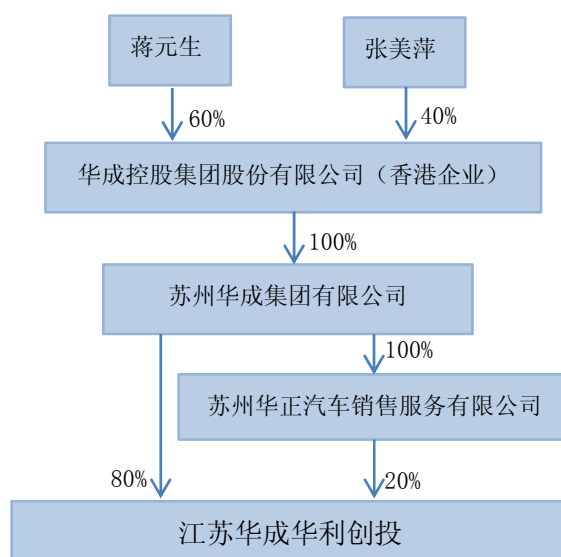 蒋元生
张美萍
60%
40%
华成控股集团股份有限公司（香港企业）
100%
苏州华成集团有限公司
100%
苏州华正汽车销售服务有限公司
80%
20%
江苏华成华利创投